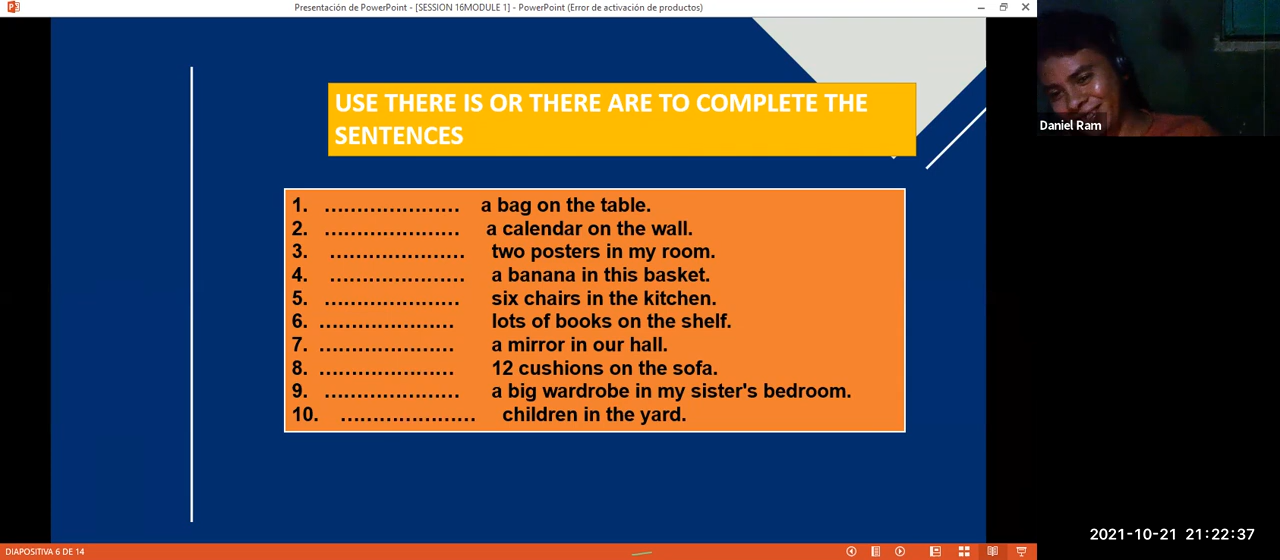 Presentación de PowerPoint - [SESSION 16MODULE 1] - PowerPoint (Error de activación de productos)
USE THERE IS OR THERE ARE TO COMPLETE THE
SENTENCES
Daniel Ram
1. ..................... a bag on the table.
2. ..................... a calendar on the wall.
3. ..................... two posters in my room.
4. ..................... a banana in this basket.
5. ..................... six chairs in the kitchen.
6. ..................... lots of books on the shelf.
7. ..................... a mirror in our hall.
8. ..................... 12 cushions on the sofa.
9. ..................... a big wardrobe in my sister's bedroom.
10. ..................... children in the yard.
2021-10-21 21:22:37
DIAPOSITIVA 6 DE 14